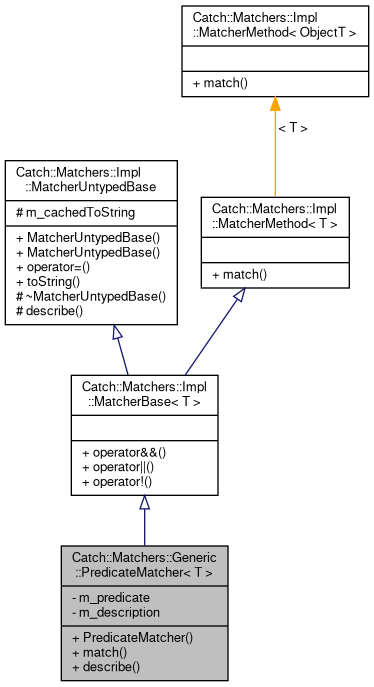 Catch::Matchers::Impl
::MatcherMethod< ObjectT >
+ match()
< T >
Catch::Matchers::Impl
::MatcherUntypedBase
# m_cachedToString
+ MatcherUntypedBase()
+ MatcherUntypedBase()
+ operator=()
+ toString()
# ~MatcherUntypedBase()
# describe()
Catch::Matchers::Impl
::MatcherMethod< T >
+ match()
Catch::Matchers::Impl
::MatcherBase< T >
+ operator&&()
+ operator||()
+ operator!()
Catch::Matchers::Generic
::PredicateMatcher< T >
- m_predicate
- m_description
+ PredicateMatcher()
+ match()
+ describe()